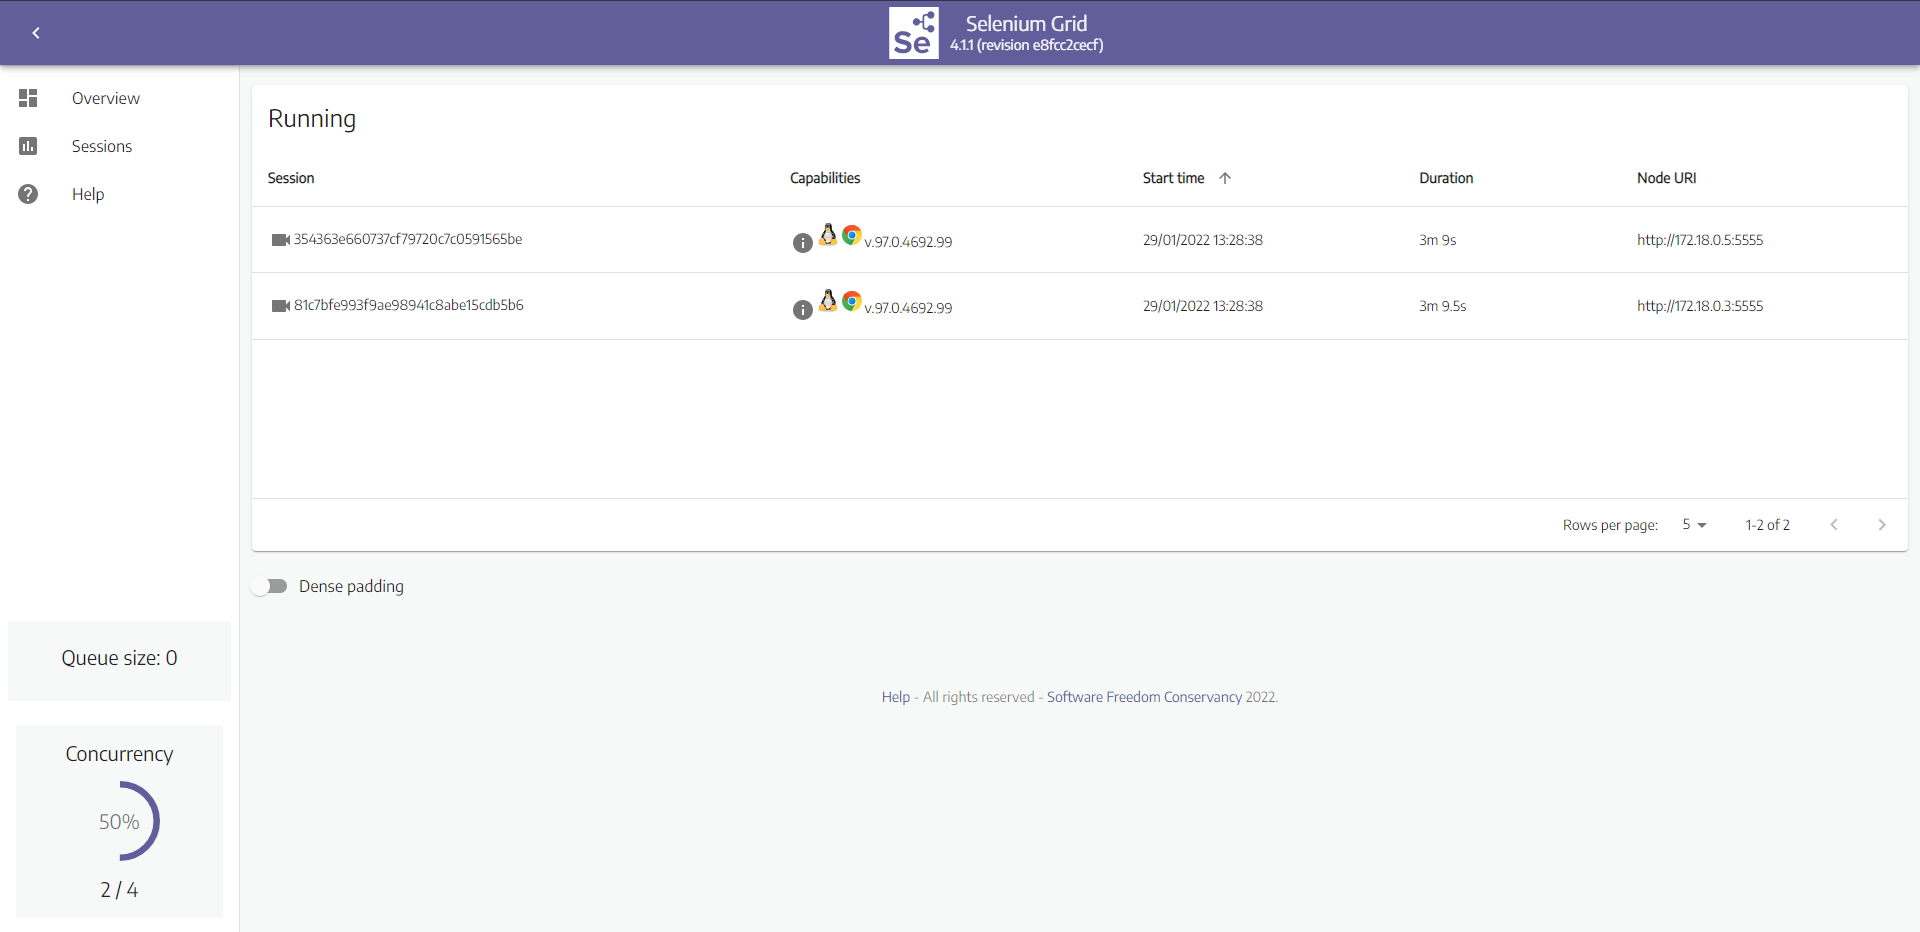 Se
Selenium Grid
4.1.1 (revision e8fcc2cecf)
Overview
Sessions
Help
Queue size: 0
Concurrency
50%
2 / 4
Running
Session Capabilities Start time Duration Node URI
354363e660737cf79720c7c0591565be v.97.0.4692.99 29/01/2022 13:28:38 3m 9s http://172.18.0.5:5555
81c7bfe993f9ae98941c8abe15cdb5b6 v.97.0.4692.99 29/01/2022 13:28:38 3m 9.5s http://172.18.0.3:5555
Rows per page: 5 1-2 of 2
Dense padding
Help - All rights reserved - Software Freedom Conservancy 2022.